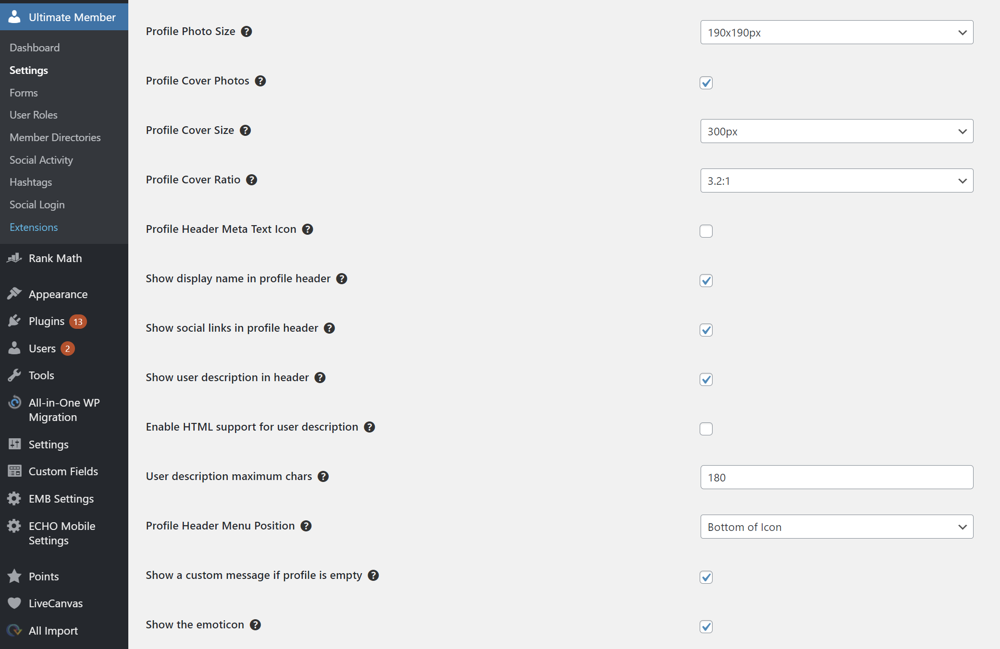 Ultimate Member
Dashboard
Settings
Forms
User Roles
Member Directories
Social Activity
Hashtags
Social Login
Extensions
Rank Math
Appearance
Plugins 13
Users 2
Tools
All-in-One WP
Migration
Settings
Custom Fields
EMB Settings
ECHO Mobile
Settings
Points
LiveCanvas
All Import
Profile Photo Size ?
190x190px
Profile Cover Photos ?
Profile Cover Size ?
300px
Profile Cover Ratio ?
3.2:1
Profile Header Meta Text Icon ?
Show display name in profile header ?
Show social links in profile header ?
Show user description in header ?
Enable HTML support for user description ?
User description maximum chars ?
180
Profile Header Menu Position ?
Bottom of Icon
Show a custom message if profile is empty ?
Show the emoticon ?